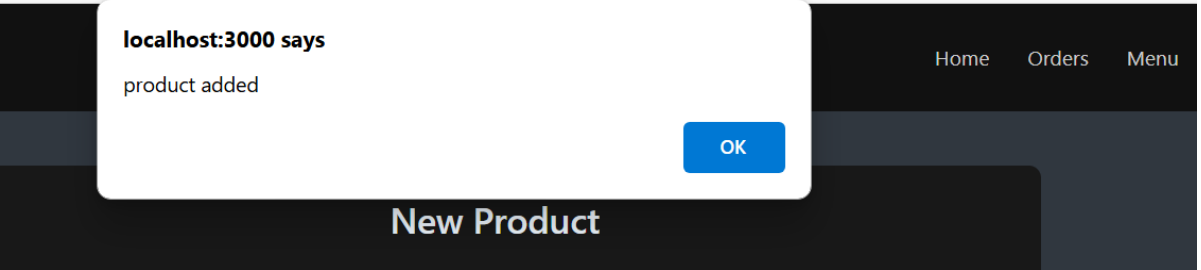 localhost:3000 says
product added
Home Orders Menu
OK
New Product